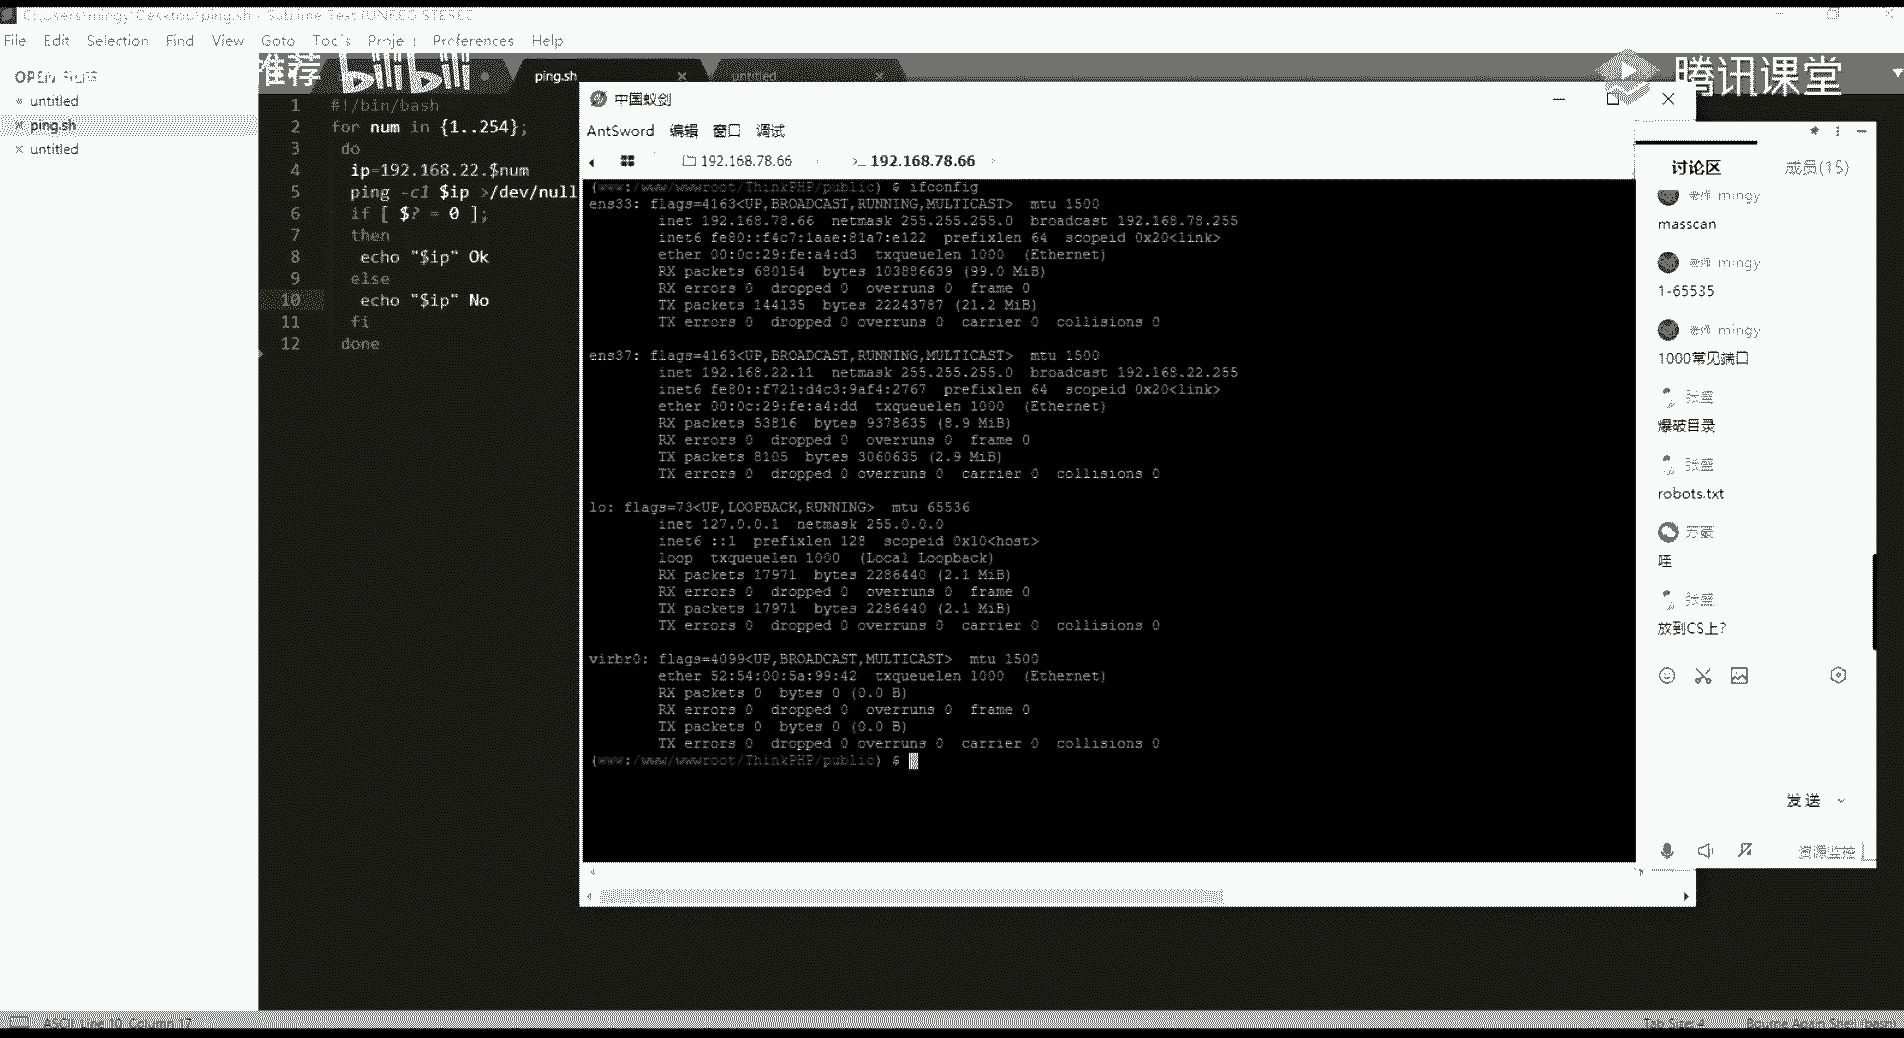 C:\Users\mingy\Desktop\ping.sh - Sublime Text (UNREGISTERED)
File Edit Selection Find View Goto Tools Project Preferences Help
OPEN FILES
untitled
ping.sh
untitled
推荐 bilibili
ping.sh
untitled
腾讯课堂
1 #!/bin/bash
2 for num in {1..254};
3 do
4 ip=192.168.22.$num
5 ping -c1 $ip >/dev/null
6 if [ $? = 0 ];
7 then
8 echo "$ip" Ok
9 else
10 echo "$ip" No
11 fi
12 done
中国蚁剑
AntSword 编辑 窗口 调试
192.168.78.66 >_ 192.168.78.66
(www:/www/wwwroot/ThinkPHP/public) $ ifconfig
ens33: flags=4163<UP,BROADCAST,RUNNING,MULTICAST> mtu 1500
inet 192.168.78.66 netmask 255.255.255.0 broadcast 192.168.78.255
inet6 fe80::f4c7:1aae:81a7:e122 prefixlen 64 scopeid 0x20<link>
ether 00:0c:29:fe:a4:d3 txqueuelen 1000 (Ethernet)
RX packets 680154 bytes 103886639 (99.0 MiB)
RX errors 0 dropped 0 overruns 0 frame 0
TX packets 144135 bytes 22243787 (21.2 MiB)
TX errors 0 dropped 0 overruns 0 carrier 0 collisions 0
ens37: flags=4163<UP,BROADCAST,RUNNING,MULTICAST> mtu 1500
inet 192.168.22.11 netmask 255.255.255.0 broadcast 192.168.22.255
inet6 fe80::f721:d4c3:9af4:2767 prefixlen 64 scopeid 0x20<link>
ether 00:0c:29:fe:a4:dd txqueuelen 1000 (Ethernet)
RX packets 53816 bytes 9378635 (8.9 MiB)
RX errors 0 dropped 0 overruns 0 frame 0
TX packets 8105 bytes 3060635 (2.9 MiB)
TX errors 0 dropped 0 overruns 0 carrier 0 collisions 0
lo: flags=73<UP,LOOPBACK,RUNNING> mtu 65536
inet 127.0.0.1 netmask 255.0.0.0
inet6 ::1 prefixlen 128 scopeid 0x10<host>
loop txqueuelen 1000 (Local Loopback)
RX packets 17971 bytes 2286440 (2.1 MiB)
RX errors 0 dropped 0 overruns 0 frame 0
TX packets 17971 bytes 2286440 (2.1 MiB)
TX errors 0 dropped 0 overruns 0 carrier 0 collisions 0
virbr0: flags=4099<UP,BROADCAST,MULTICAST> mtu 1500
ether 52:54:00:5a:99:42 txqueuelen 1000 (Ethernet)
RX packets 0 bytes 0 (0.0 B)
RX errors 0 dropped 0 overruns 0 frame 0
TX packets 0 bytes 0 (0.0 B)
TX errors 0 dropped 0 overruns 0 carrier 0 collisions 0
(www:/www/wwwroot/ThinkPHP/public) $
讨论区 成员(15)
mingy
masscan
mingy
1-65535
mingy
1000常见端口
张盛
爆破目录
张盛
robots.txt
哇
张盛
放到CS上?
发送
资源监控
ASCII, Line 10, Column 17
Tab Size: 4 Bourne Again Shell (bash)